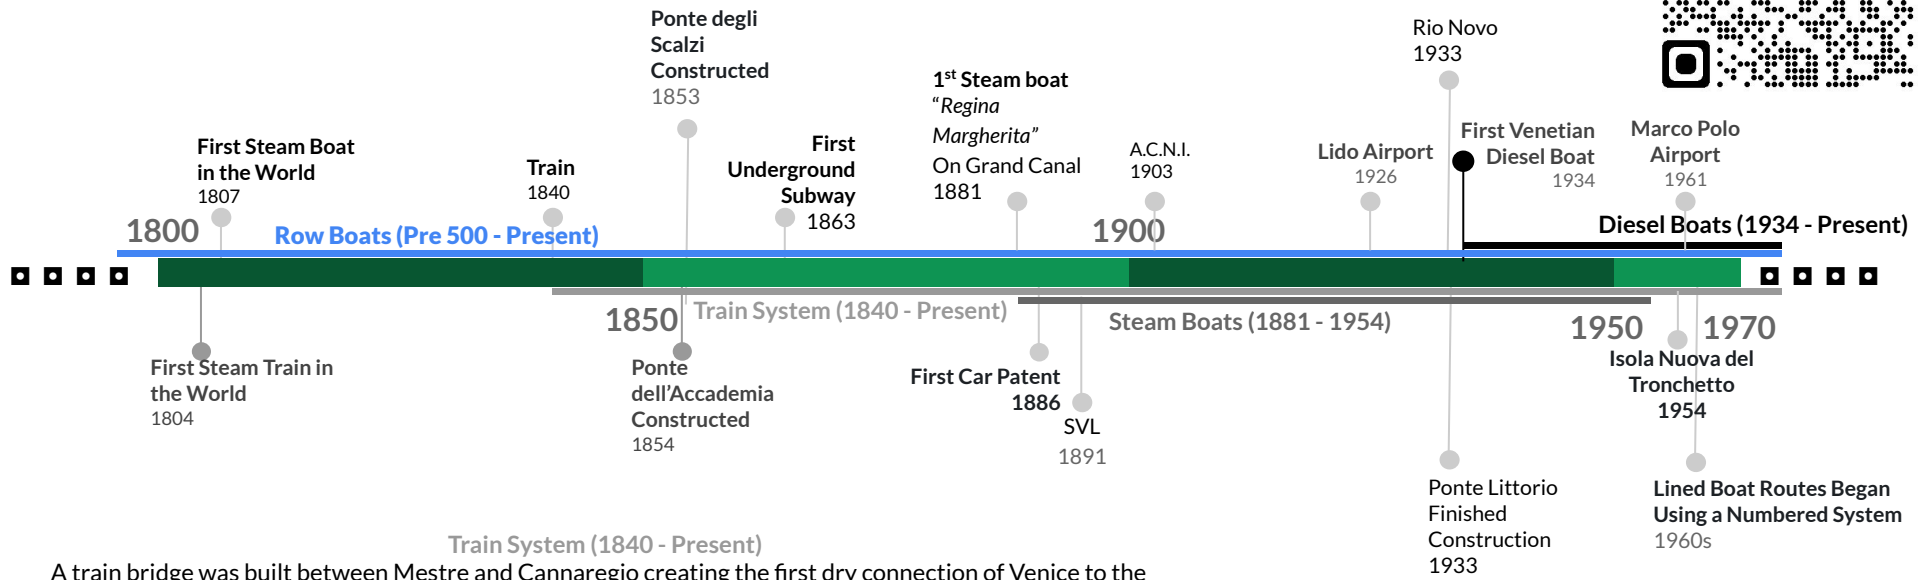 Ponte degli
Scalzi
Constructed
1853
Rio Novo
1933
1st Steam boat
“Regina
Margherita”
On Grand Canal
1881
First Steam Boat
in the World
1807
Train
1840
First
Underground
Subway
1863
A.C.N.I.
1903
Lido Airport
1926
First Venetian
Diesel Boat
1934
Marco Polo
Airport
1961
1800
Row Boats (Pre 500 - Present)
1900
Diesel Boats (1934 - Present)
1850
Train System (1840 - Present)
Steam Boats (1881 - 1954)
1950
1970
First Steam Train in
the World
1804
Ponte
dell’Accademia
Constructed
1854
First Car Patent
1886
SVL
1891
Isola Nuova del
Tronchetto
1954
Ponte Littorio
Finished
Construction
1933
Lined Boat Routes Began
Using a Numbered System
1960s
Train System (1840 - Present)
A train bridge was built between Mestre and Cannaregio creating the first dry connection of Venice to the